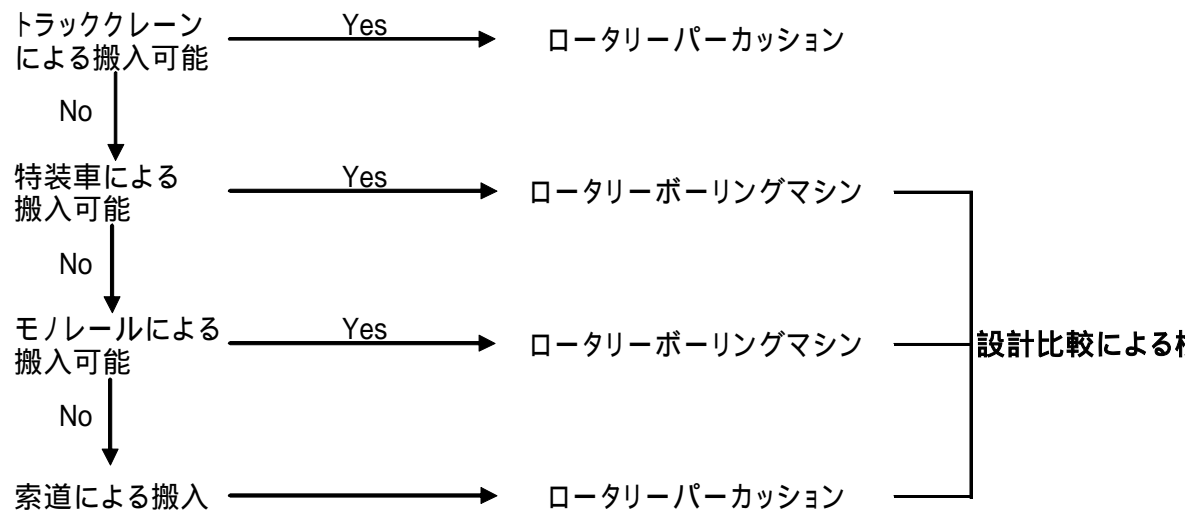 トラッククレーン
による搬入可能
Yes
ロータリーパーカッション
No
特装車による
搬入可能
Yes
ロータリーボーリングマシン
No
モノレールによる
搬入可能
Yes
ロータリーボーリングマシン
設計比較による
No
索道による搬入
ロータリーパーカッション